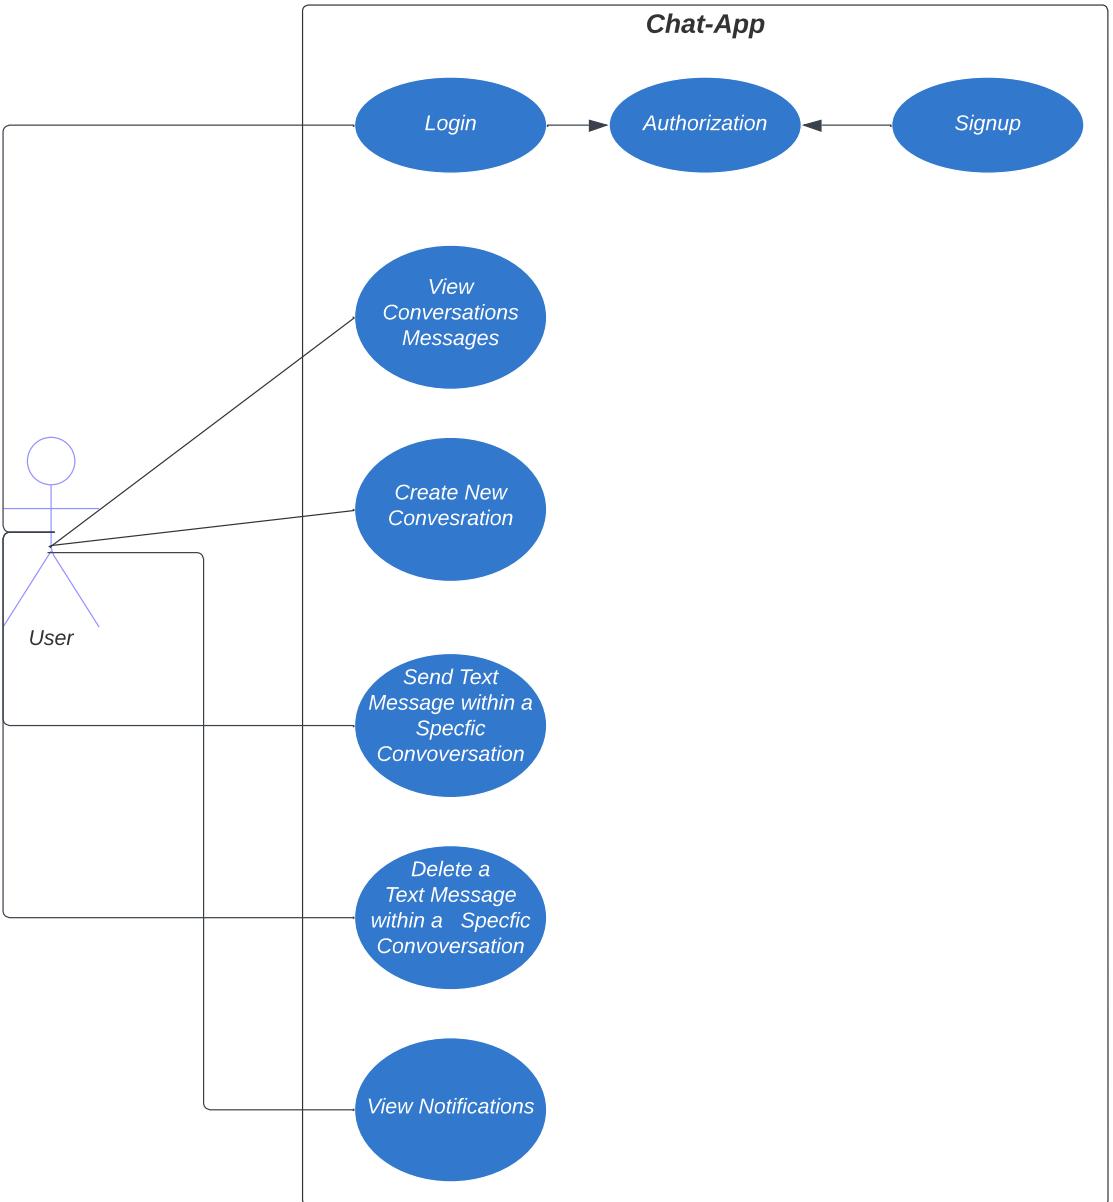 Chat-App
Login
Authorization
Signup
View
Conversations
Messages
Create New
Convesration
User
Send Text
Message within a
Specfic
Convoversation
Delete a
Text Message
within a   Specfic
Convoversation
View Notifications